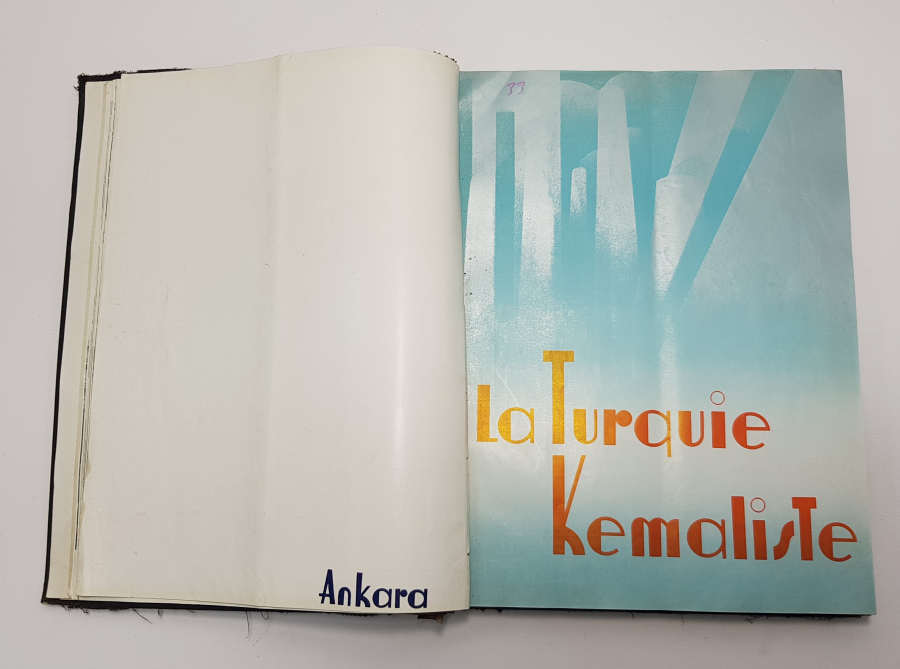 Ankara
33
La Turquie
Kemaliste